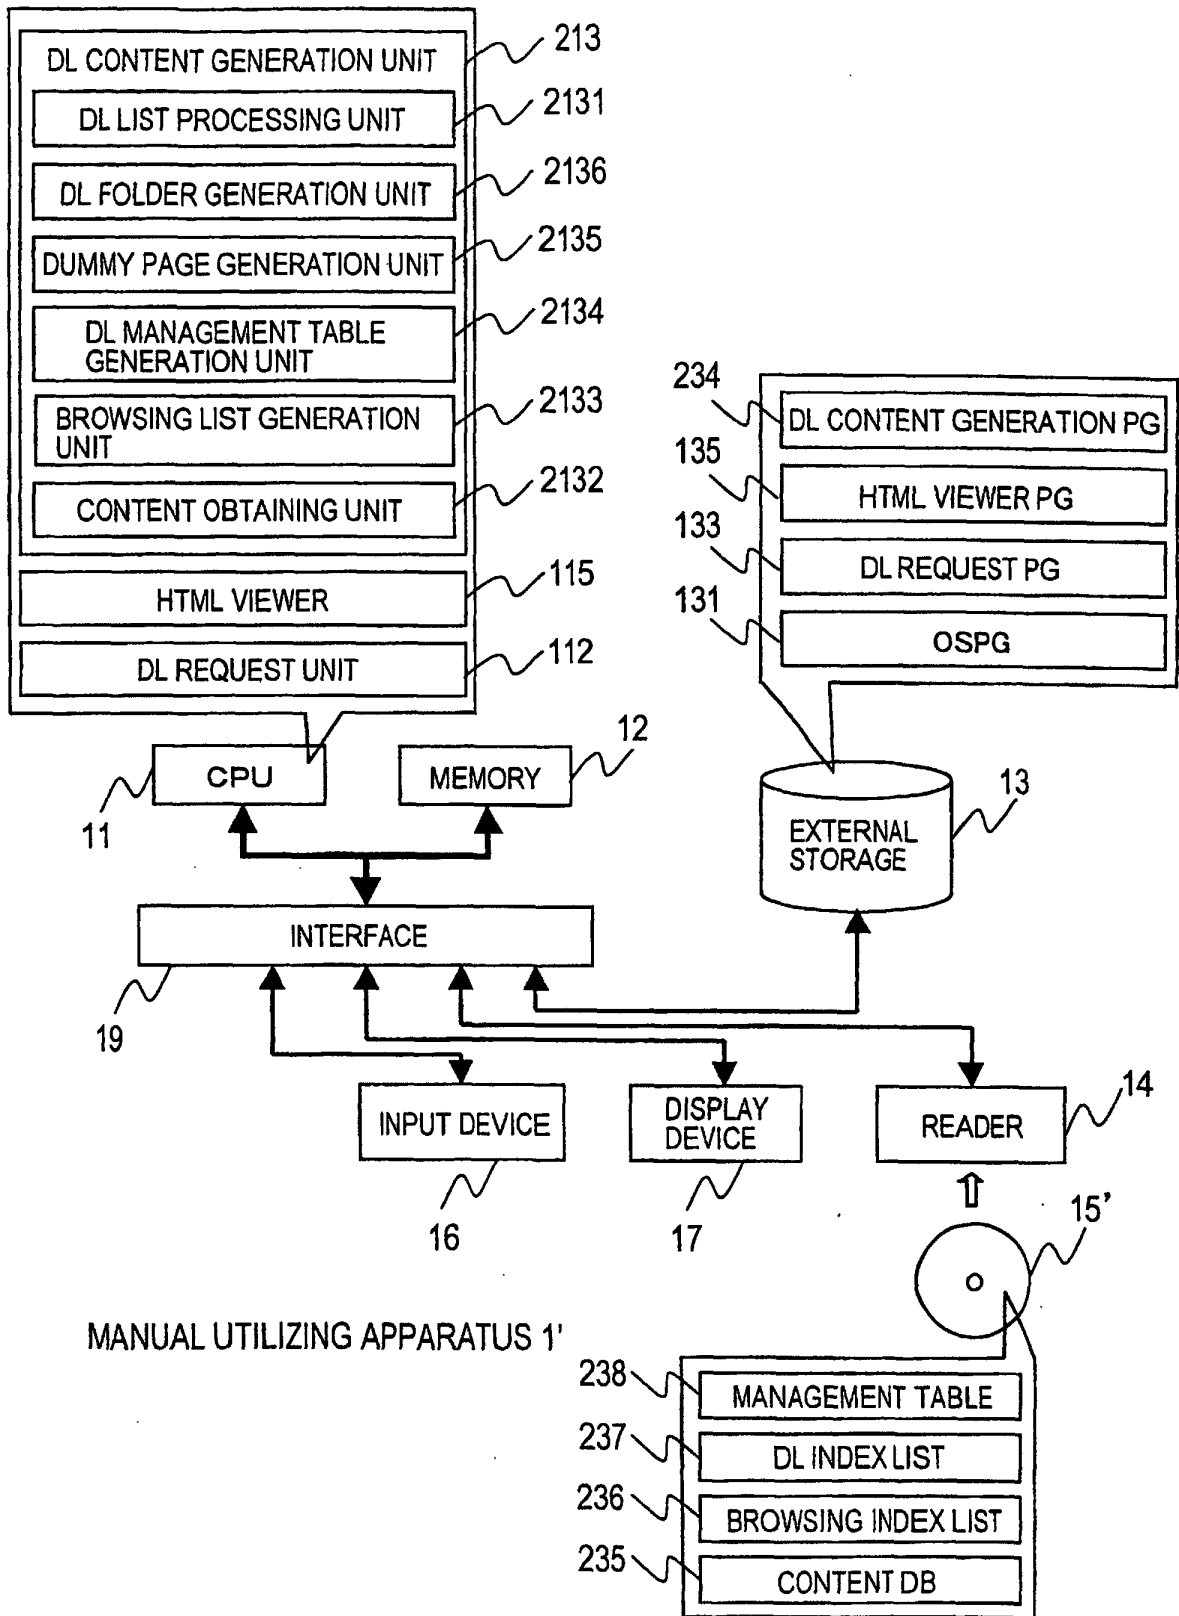 DL CONTENT GENERATION UNIT
213
DL LIST PROCESSING UNIT
2131
DL FOLDER GENERATION UNIT
2136
DUMMY PAGE GENERATION UNIT
2135
DL MANAGEMENT TABLE
GENERATION UNIT
2134
BROWSING LIST GENERATION
UNIT
2133
CONTENT OBTAINING UNIT
2132
HTML VIEWER
115
DL REQUEST UNIT
112
234
DL CONTENT GENERATION PG
135
HTML VIEWER PG
133
DL REQUEST PG
131
OSPG
CPU
11
MEMORY
12
EXTERNAL
STORAGE
13
INTERFACE
19
INPUT DEVICE
16
DISPLAY
DEVICE
17
READER
14
15'
MANUAL UTILIZING APPARATUS 1'
238
MANAGEMENT TABLE
237
DL INDEX LIST
236
BROWSING INDEX LIST
235
CONTENT DB